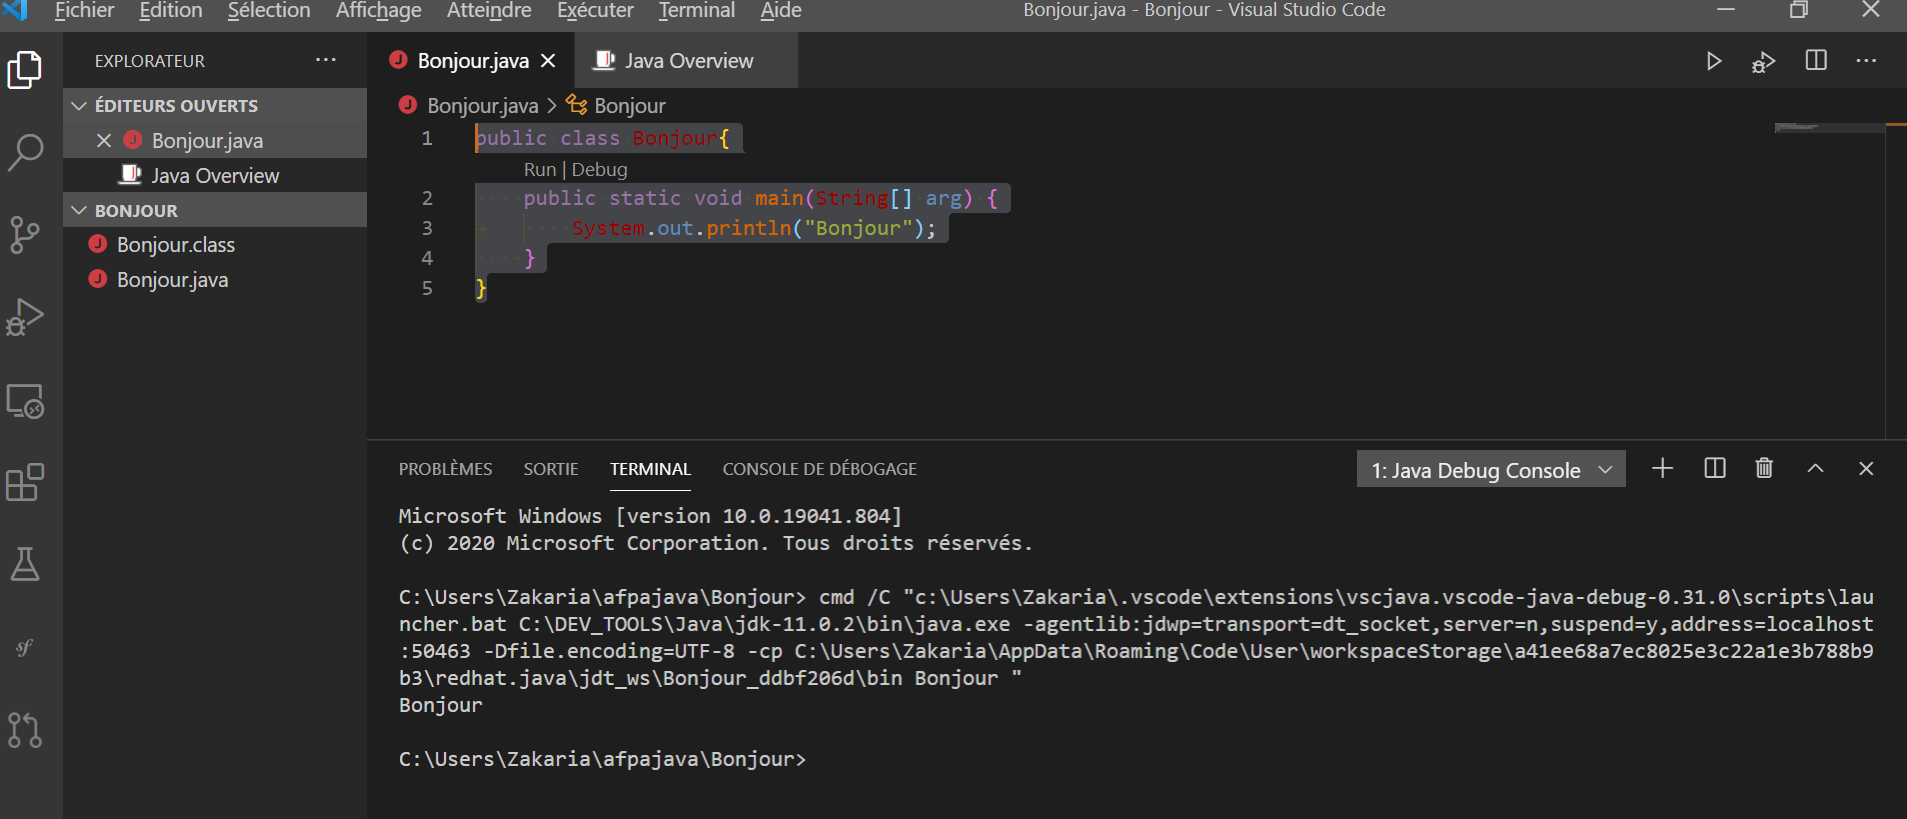 Fichier Edition Sélection Affichage Atteindre Exécuter Terminal Aide
Bonjour.java - Bonjour - Visual Studio Code
EXPLORATEUR
ÉDITEURS OUVERTS
Bonjour.java
Java Overview
BONJOUR
Bonjour.class
Bonjour.java
Bonjour.java
Java Overview
Bonjour.java > Bonjour
1 public class Bonjour{
Run | Debug
2 public static void main(String[] arg) {
3 System.out.println("Bonjour");
4 }
5 }
PROBLÈMES SORTIE TERMINAL CONSOLE DE DÉBOGAGE
1: Java Debug Console
Microsoft Windows [version 10.0.19041.804]
(c) 2020 Microsoft Corporation. Tous droits réservés.
C:\Users\Zakaria\afpajava\Bonjour> cmd /C "c:\Users\Zakaria\.vscode\extensions\vscjava.vscode-java-debug-0.31.0\scripts\lau
ncher.bat C:\DEV_TOOLS\Java\jdk-11.0.2\bin\java.exe -agentlib:jdwp=transport=dt_socket,server=n,suspend=y,address=localhost
:50463 -Dfile.encoding=UTF-8 -cp C:\Users\Zakaria\AppData\Roaming\Code\User\workspaceStorage\a41ee68a7ec8025e3c22a1e3b788b9
b3\redhat.java\jdt_ws\Bonjour_ddbf206d\bin Bonjour "
Bonjour
C:\Users\Zakaria\afpajava\Bonjour>